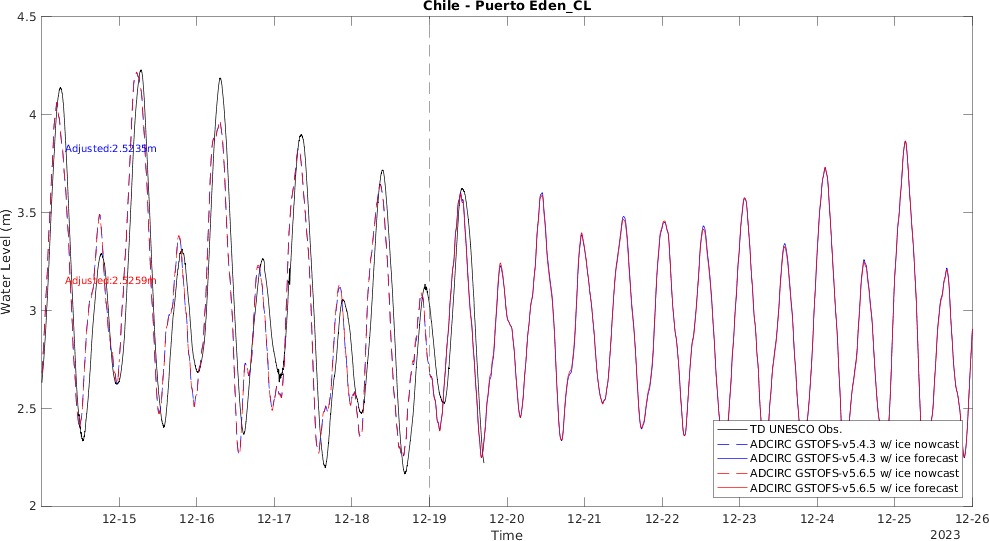 Chile - Puerto Eden_CL
4.5
4
3.5
3
2.5
2
Water Level (m)
Adjusted:2.5235m
Adjusted:2.5259m
TD UNESCO Obs.
ADCIRC GSTOFS-v5.4.3 w/ ice nowcast
ADCIRC GSTOFS-v5.4.3 w/ ice forecast
ADCIRC GSTOFS-v5.6.5 w/ ice nowcast
ADCIRC GSTOFS-v5.6.5 w/ ice forecast
12-15 12-16 12-17 12-18 12-19 12-20 12-21 12-22 12-23 12-24 12-25 12-26
Time
2023